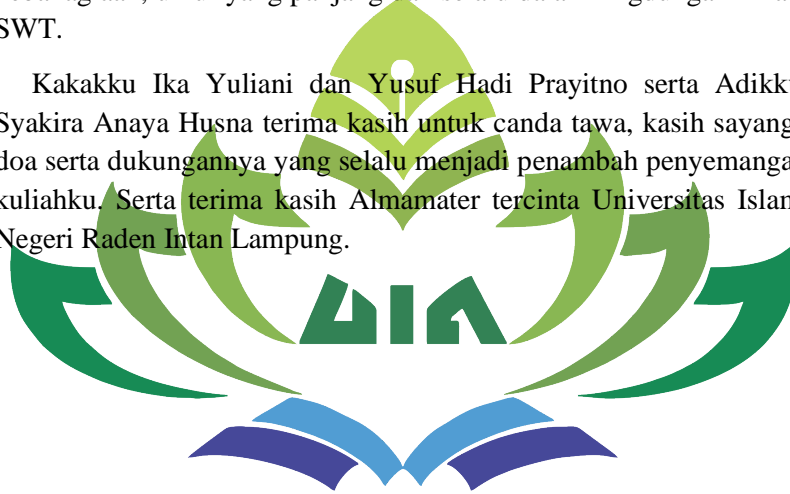 SWT.
Kakakku Ika Yuliani dan Yusuf Hadi Prayitno serta Adikku
Syakira Anaya Husna terima kasih untuk canda tawa, kasih sayang
doa serta dukungannya yang selalu menjadi penambah penyemanga
kuliahku. Serta terima kasih Almamater tercinta Universitas Islam
Negeri Raden Intan Lampung.
UIN